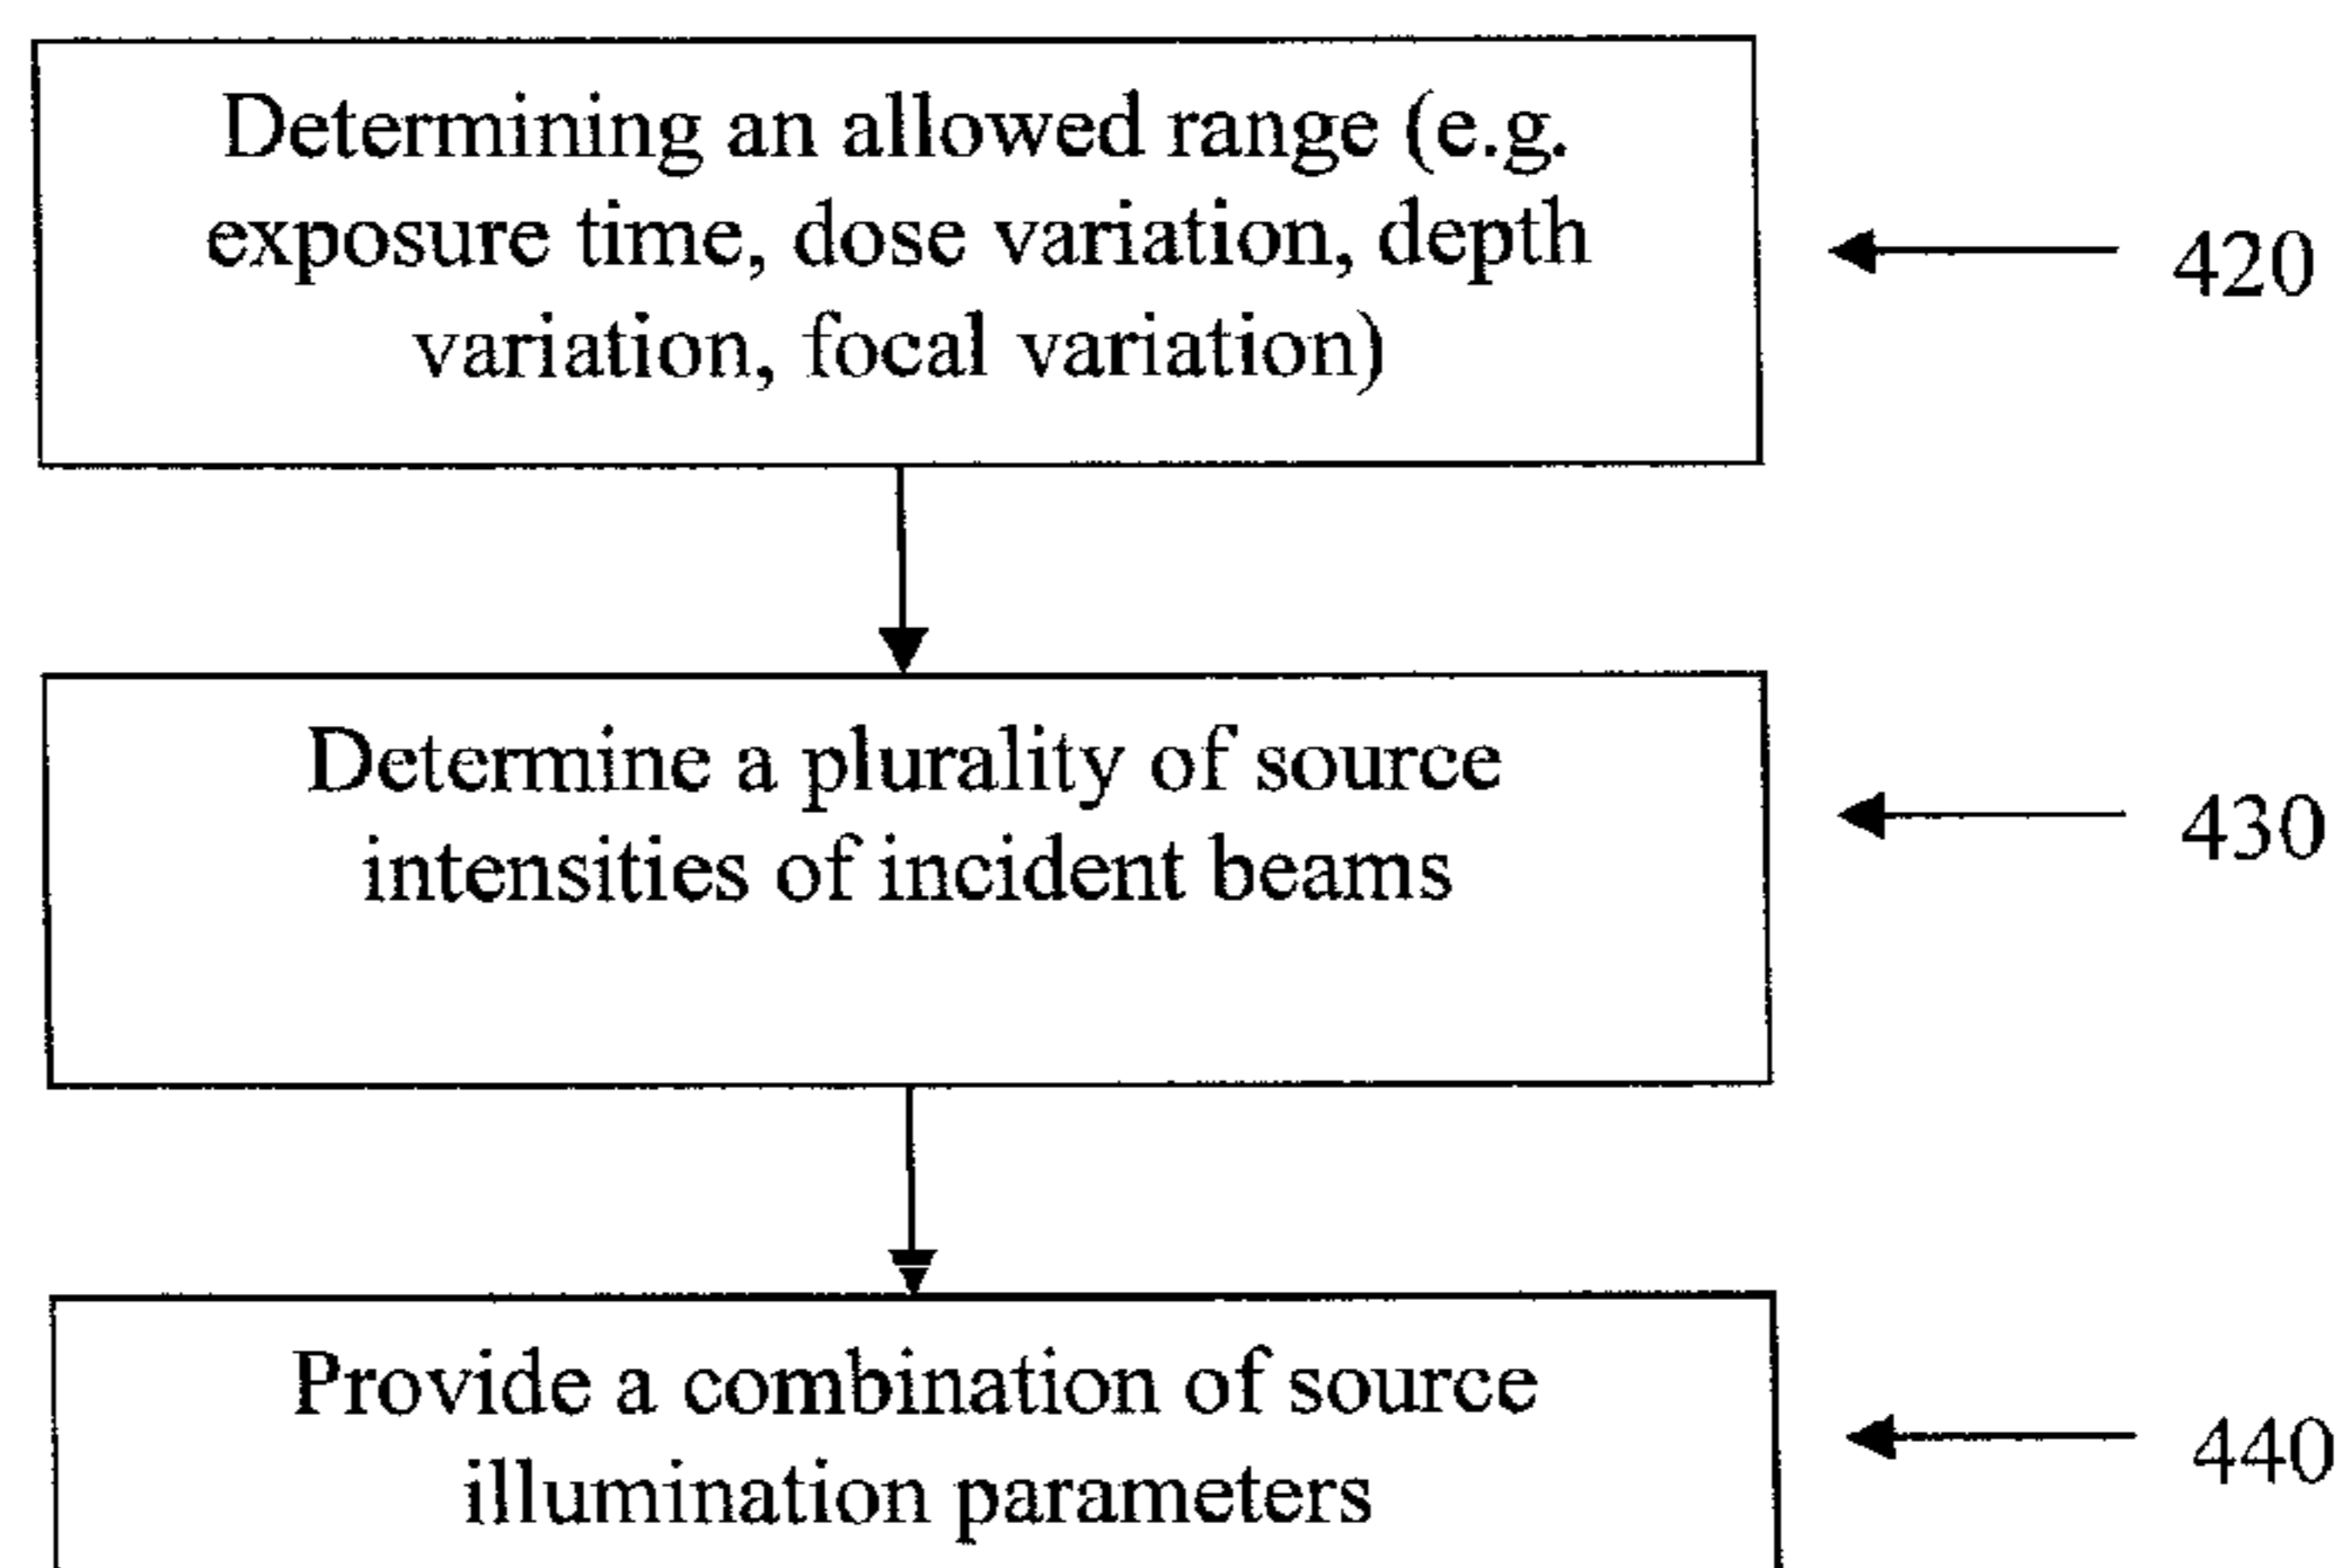 Determining an allowed range (e.g.
exposure time, dose variation, depth
variation, focal variation)
420
Determine a plurality of source
intensities of incident beams
430
Provide a combination of source
illumination parameters
440